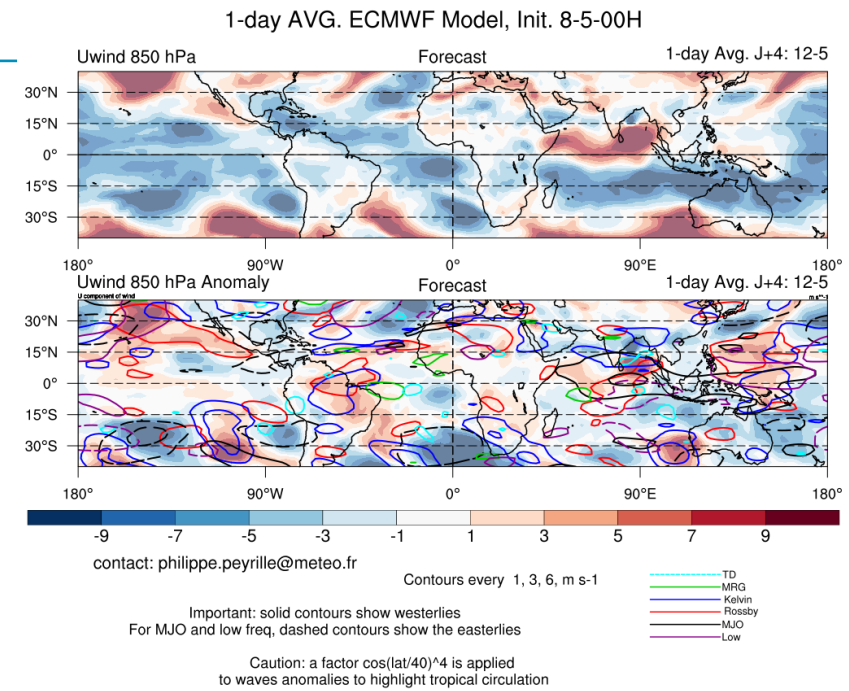 1-day AVG. ECMWF Model, Init. 8-5-00H
Uwind 850 hPa Forecast 1-day Avg. J+4: 12-5
30°N
15°N
0°
15°S
30°S
180° 90°W 0° 90°E 180°
Uwind 850 hPa Anomaly Forecast 1-day Avg. J+4: 12-5
U component of wind m s**-1
30°N
15°N
0°
15°S
30°S
180° 90°W 0° 90°E 180°
-9 -7 -5 -3 -1 1 3 5 7 9
contact: philippe.peyrille@meteo.fr
Contours every 1, 3, 6, m s-1
TD
MRG
Kelvin
Rossby
MJO
Low
Important: solid contours show westerlies
For MJO and low freq, dashed contours show the easterlies
Caution: a factor cos(lat/40)^4 is applied
to waves anomalies to highlight tropical circulation